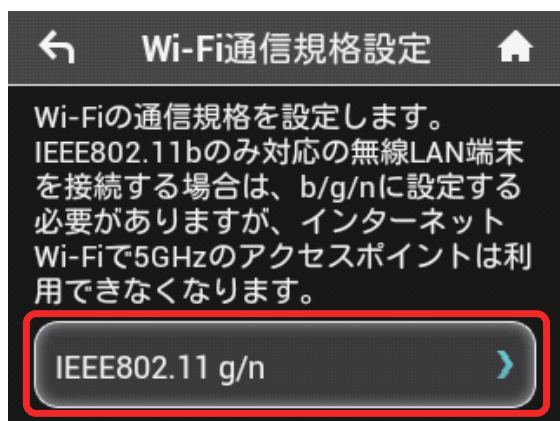 Wi-Fi通信規格設定
Wi-Fiの通信規格を設定します。
IEEE802.11bのみ対応の無線LAN端末
を接続する場合は、b/g/nに設定する
必要がありますが、インターネット
Wi-Fiで5GHzのアクセスポイントは利
用できなくなります。
IEEE802.11 g/n